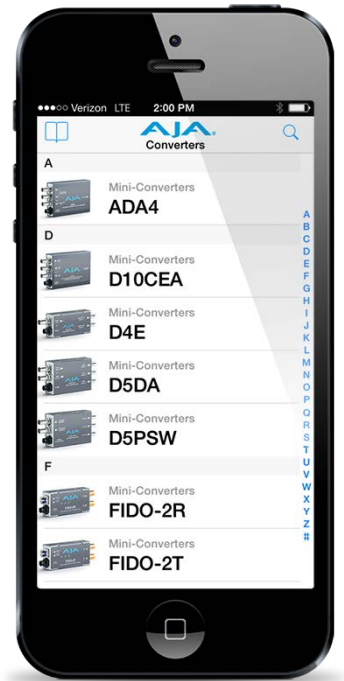 Verizon LTE 2:00 PM
AJA
Converters
A
Mini-Converters
ADA4
D
Mini-Converters
D10CEA
Mini-Converters
D4E
Mini-Converters
D5DA
Mini-Converters
D5PSW
F
Mini-Converters
FIDO-2R
Mini-Converters
FIDO-2T
A
B
C
D
E
F
G
H
I
J
K
L
M
N
O
P
Q
R
S
T
U
V
W
X
Y
Z
#